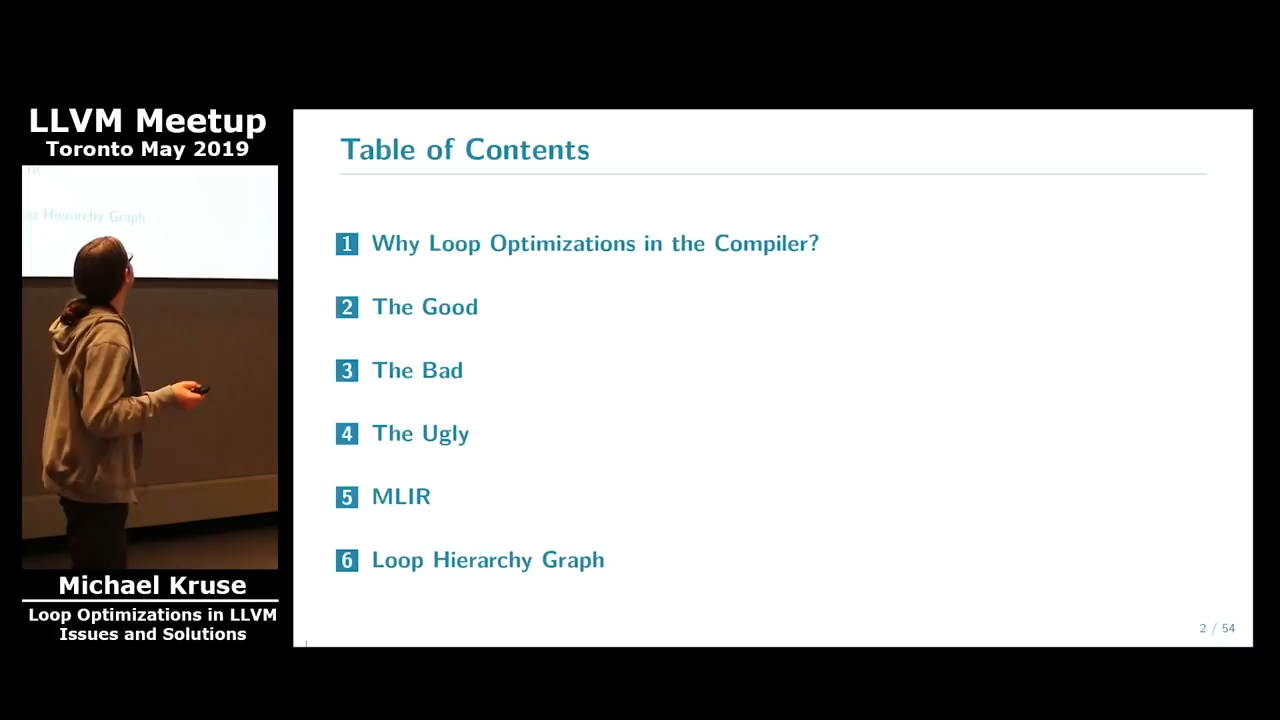 LLVM Meetup
Toronto May 2019
Hierarchy Graph
Michael Kruse
Loop Optimizations in LLVM
Issues and Solutions
Table of Contents
1 Why Loop Optimizations in the Compiler?
2 The Good
3 The Bad
4 The Ugly
5 MLIR
6 Loop Hierarchy Graph
2 / 54